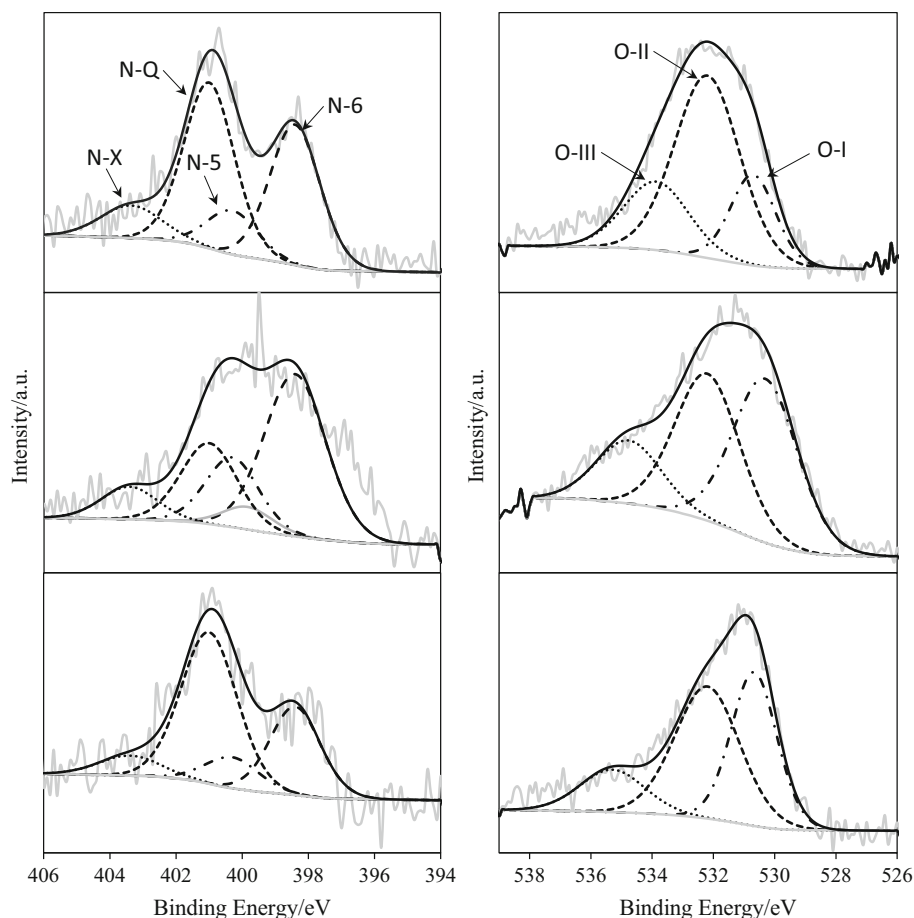 N-Q
N-6
N-X
N-5
O-II
O-III
O-I
Intensity/a.u.
Intensity/a.u.
406 404 402 400 398 396 394
538 536 534 532 530 528 526
Binding Energy/eV
Binding Energy/eV